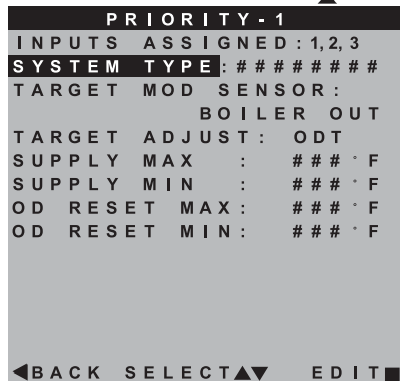 PRIORITY-1
INPUTS ASSIGNED:1,2,3
SYSTEM TYPE:########
TARGET MOD SENSOR:
BOILER OUT
TARGET ADJUST: ODT
SUPPLY MAX : ###°F
SUPPLY MIN : ###°F
OD RESET MAX: ###°F
OD RESET MIN: ###°F
◀BACK SELECT▲▼ EDIT■